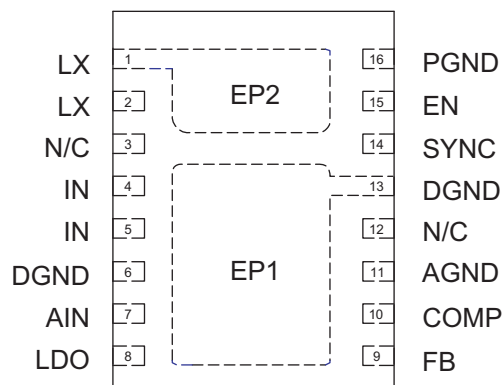 LX 1 16 PGND
LX 2 EP2 15 EN
N/C 3 14 SYNC
IN 4 13 DGND
IN 5 12 N/C
DGND 6 EP1 11 AGND
AIN 7 10 COMP
LDO 8 9 FB